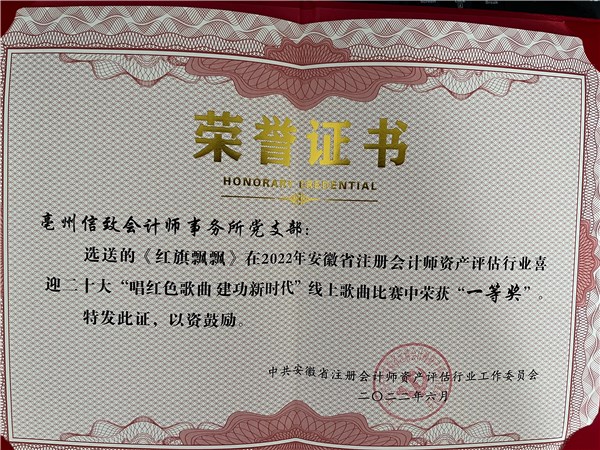 荣誉证书
HONORARY CREDENTIAL
亳州信致会计师事务所党支部：
选送的《红旗飘飘》在2022年安徽省注册会计师资产评估行业喜
迎二十大“唱红色歌曲 建功新时代”线上歌曲比赛中荣获“一等奖”。
特发此证，以资鼓励。
中共安徽省注册会计师资产评估行业工作委员会
二〇二二年六月